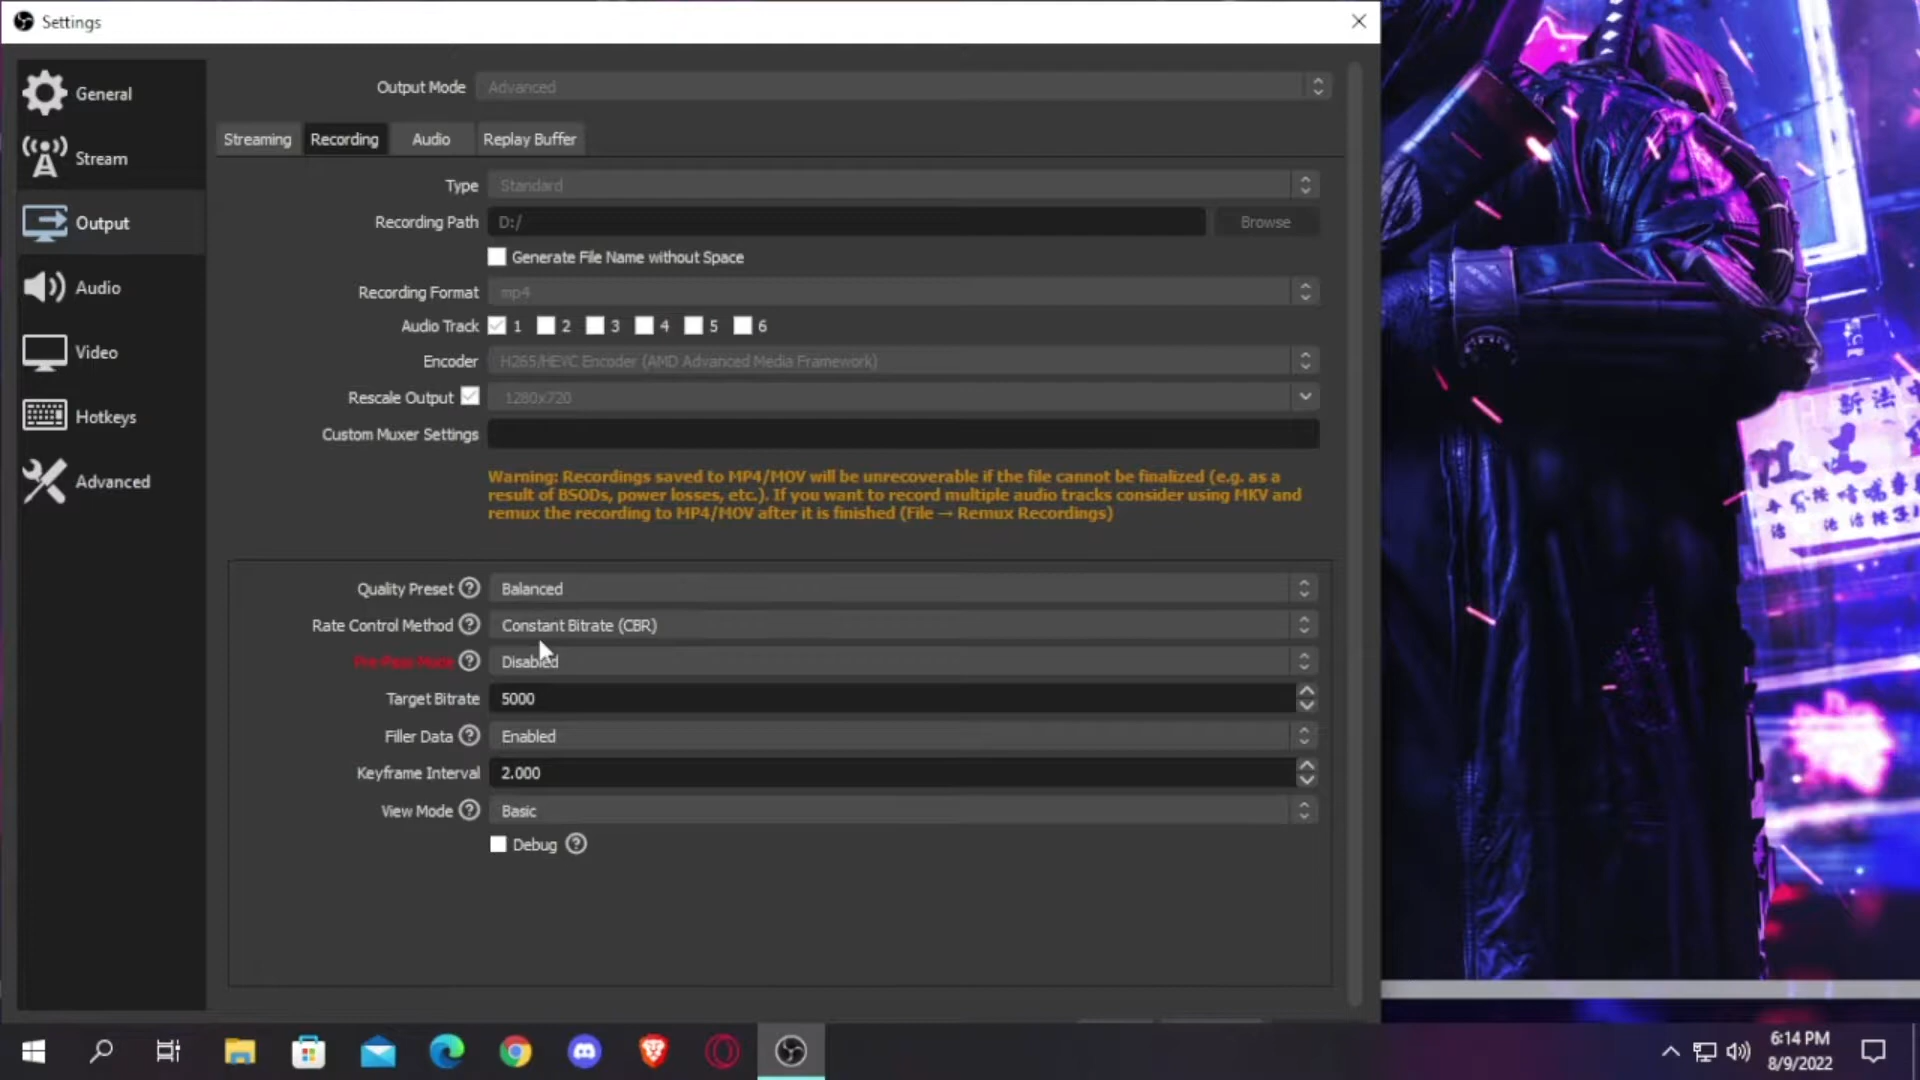 Settings
General
Stream
Output
Audio
Video
Hotkeys
Advanced
Output Mode Advanced
Streaming Recording Audio Replay Buffer
Type Standard
Recording Path D:/ Browse
Generate File Name without Space
Recording Format mp4
Audio Track 1 2 3 4 5 6
Encoder H265/HEVC Encoder (AMD Advanced Media Framework)
Rescale Output 1280x720
Custom Muxer Settings
Warning: Recordings saved to MP4/MOV will be unrecoverable if the file cannot be finalized (e.g. as a
result of BSODs, power losses, etc.). If you want to record multiple audio tracks consider using MKV and
remux the recording to MP4/MOV after it is finished (File → Remux Recordings)
Quality Preset ? Balanced
Rate Control Method ? Constant Bitrate (CBR)
Pre-Pass Mode ? Disabled
Target Bitrate 5000
Filler Data ? Enabled
Keyframe Interval 2.000
View Mode ? Basic
Debug ?
6:14 PM
8/9/2022